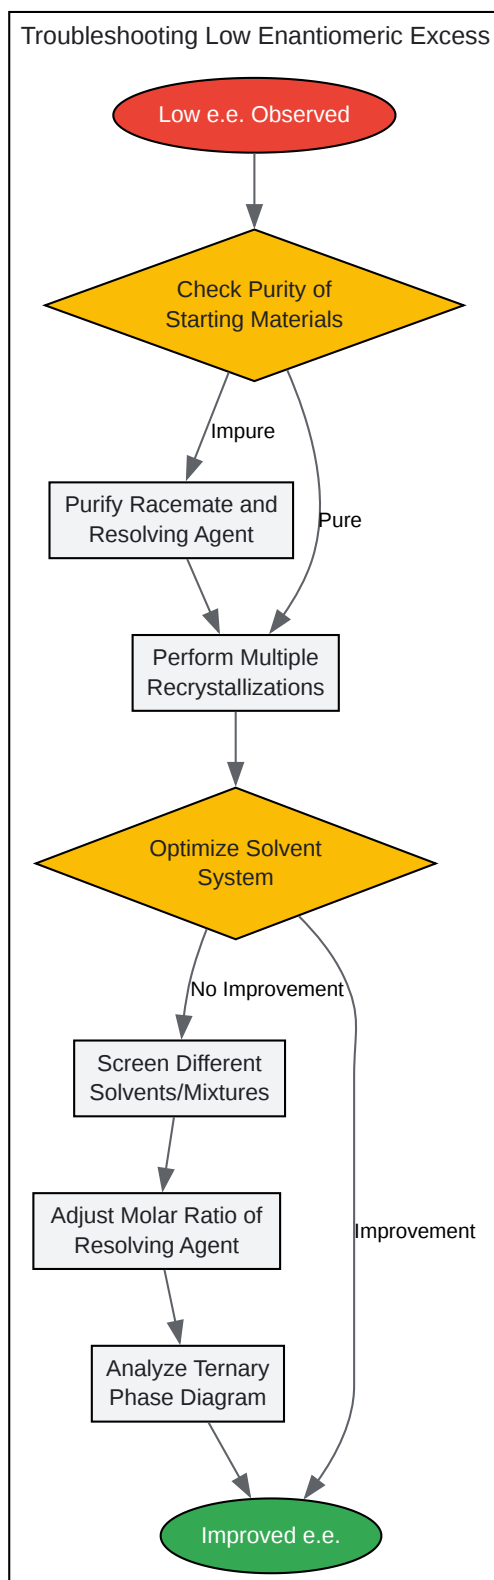 Troubleshooting Low Enantiomeric Excess
Low e.e. Observed
Check Purity of
Starting Materials
Impure
Purify Racemate and
Resolving Agent
Pure
Perform Multiple
Recrystallizations
Optimize Solvent
System
No Improvement
Screen Different
Solvents/Mixtures
Adjust Molar Ratio of
Resolving Agent
Improvement
Analyze Ternary
Phase Diagram
Improved e.e.